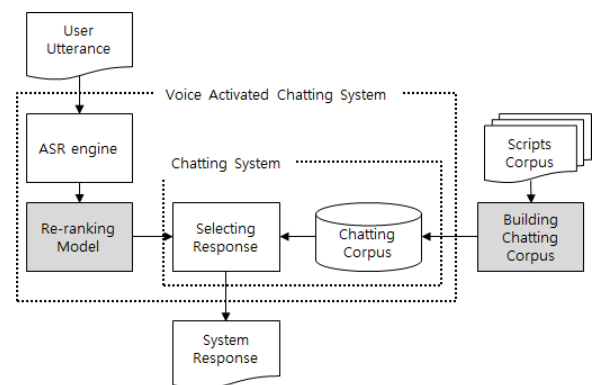 User
Utterance
Voice Activated Chatting System
ASR engine
Chatting System
Scripts
Corpus
Re-ranking
Model
Selecting
Response
Chatting
Corpus
Building
Chatting
Corpus
System
Response